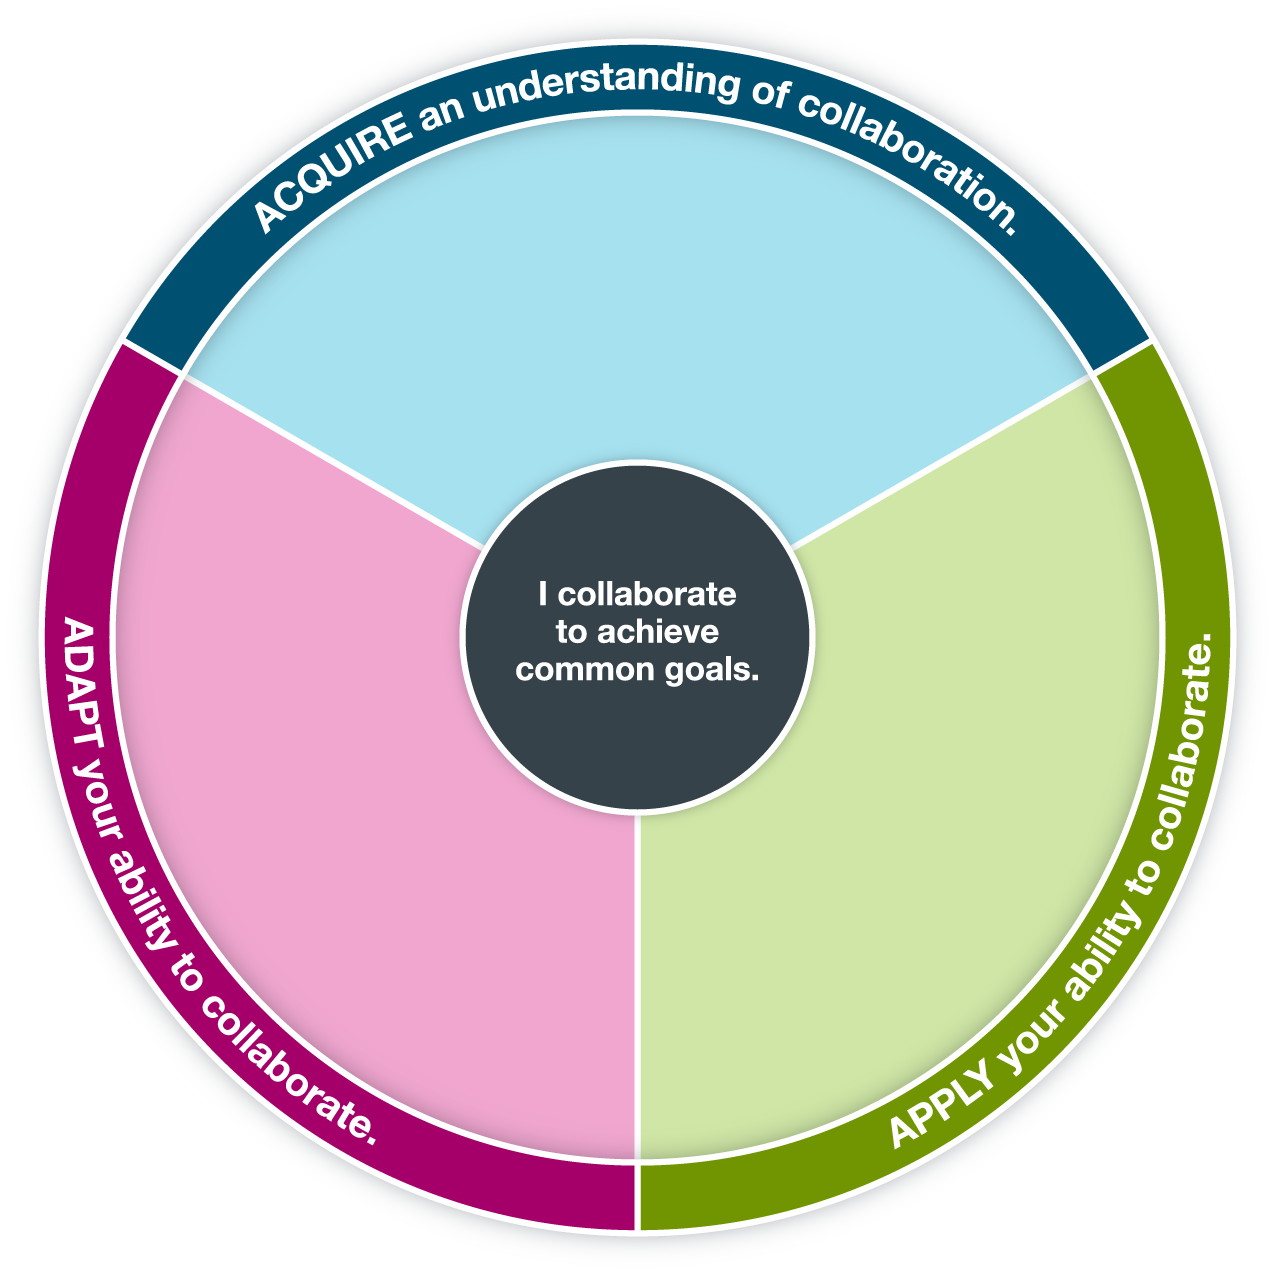 ACQUIRE an understanding of collaboration.
I collaborate
to achieve
common goals.
APPLY your ability to collaborate.
ADAPT your ability to collaborate.